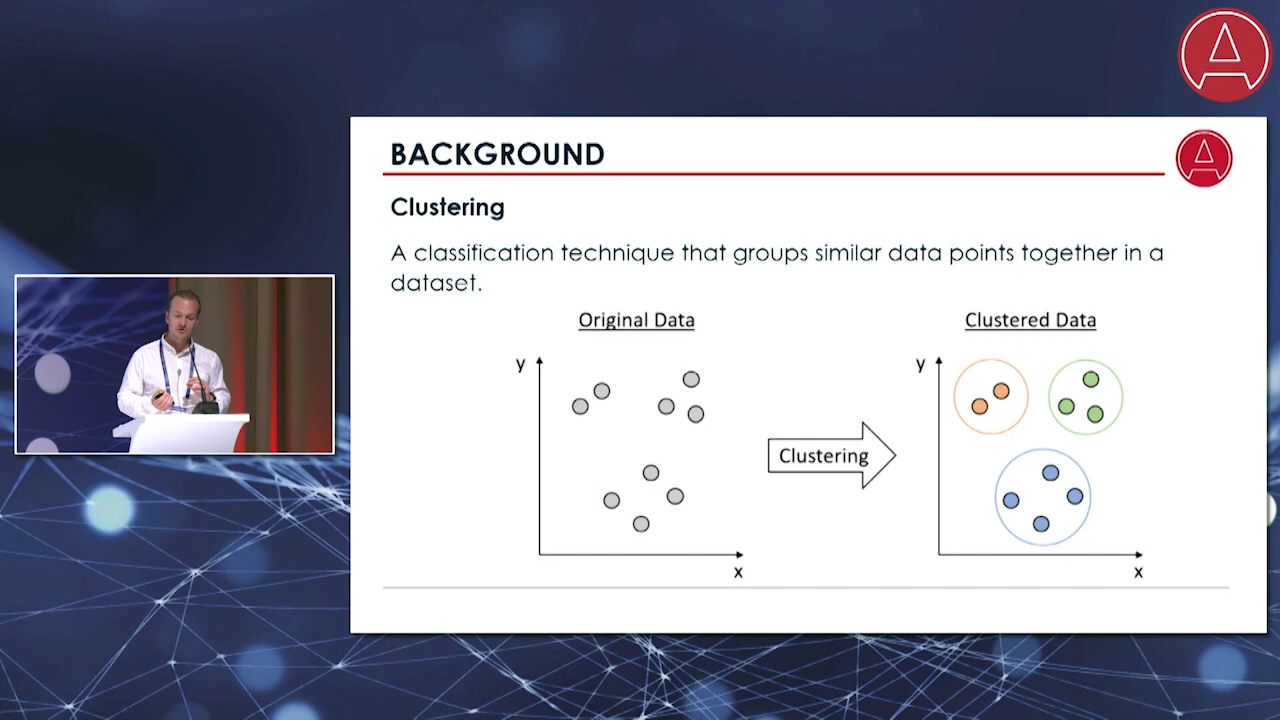 BACKGROUND
Clustering
A classification technique that groups similar data points together in a
dataset.
Original Data
Clustered Data
y
y
Clustering
x
x